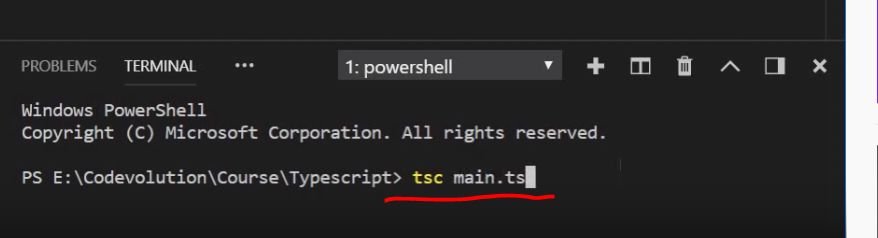 PROBLEMS TERMINAL ••• 1: powershell
Windows PowerShell
Copyright (C) Microsoft Corporation. All rights reserved.
PS E:\Codevolution\Course\Typescript> tsc main.ts